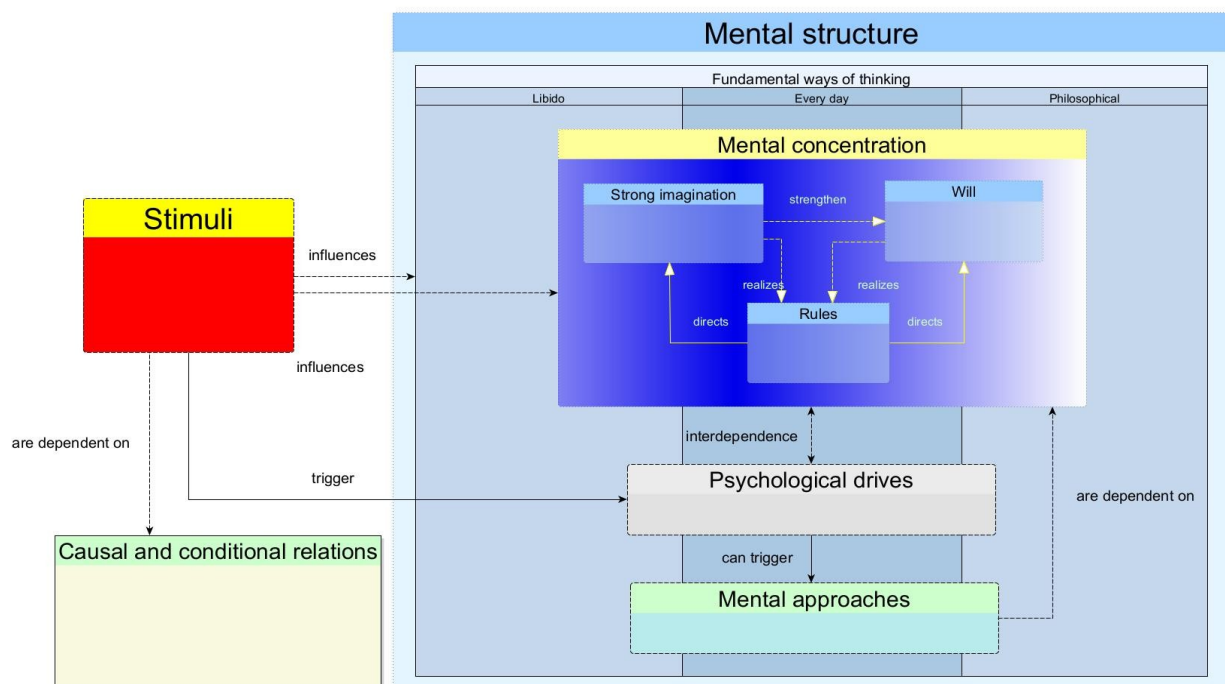 Mental structure
Fundamental ways of thinking
Libido
Every day
Philosophical
Mental concentration
Strong imagination
strengthen
Will
Stimuli
influences
realizes
realizes
Rules
directs
directs
influences
are dependent on
interdependence
trigger
Psychological drives
are dependent on
can trigger
Causal and conditional relations
Mental approaches